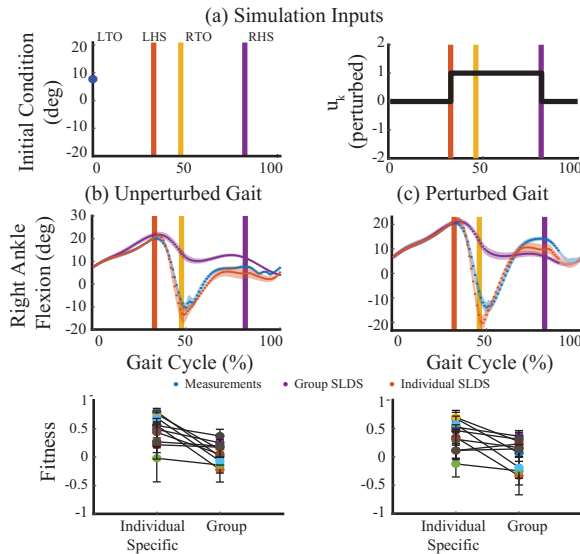 (a) Simulation Inputs
LTO LHS RTO RHS
Initial Condition
(deg)
20
10
0
-10
-20
0 50 100
u_k
(perturbed)
2
1
0
-1
-2
0 50 100
(b) Unperturbed Gait
(c) Perturbed Gait
Right Ankle
Flexion (deg)
30
20
10
0
-10
-20
0 50 100
20
10
0
-10
-20
0 50 100
Gait Cycle (%)
Gait Cycle (%)
Measurements Group SLDS Individual SLDS
Fitness
1
0.5
0
-0.5
-1
Individual
Specific
Group
1
0.5
0
-0.5
-1
Individual
Specific
Group